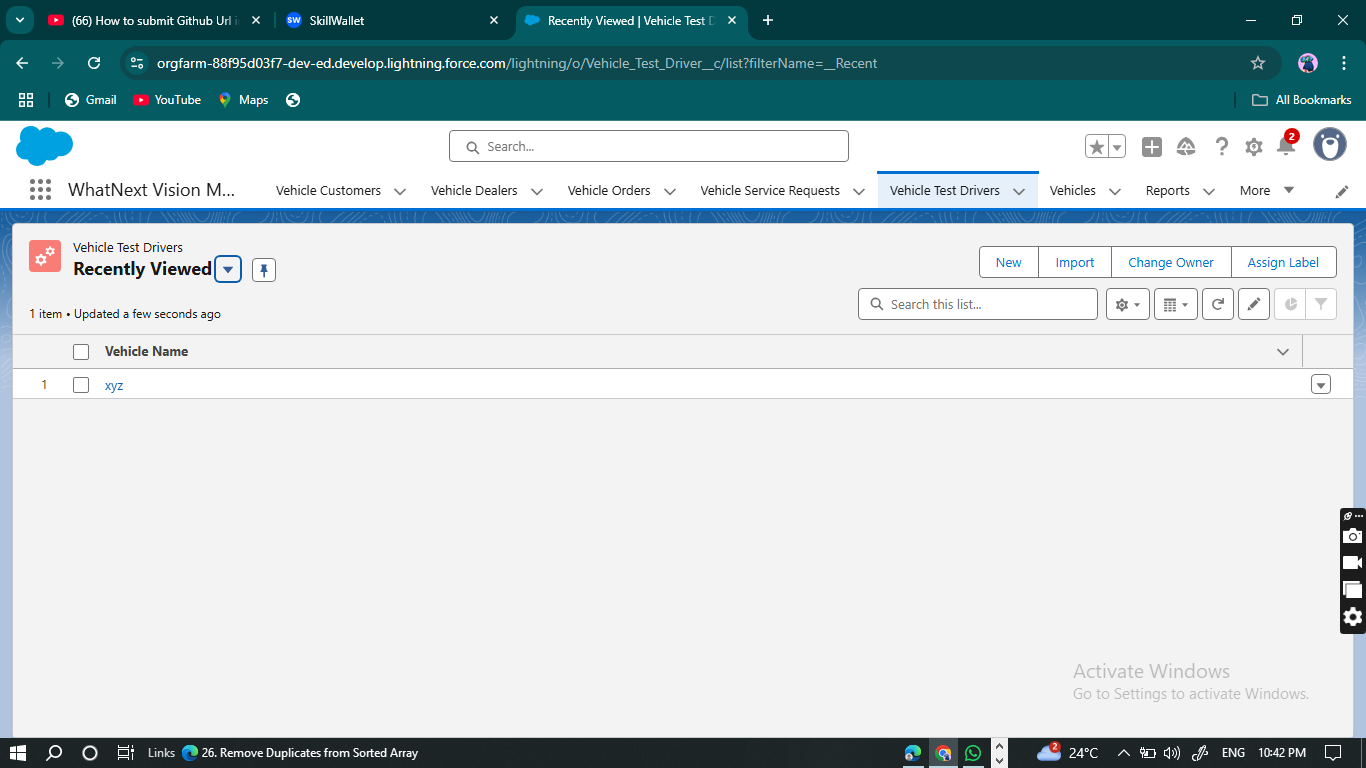 (66) How to submit Github Url i
SkillWallet
Recently Viewed | Vehicle Test D
orgfarm-88f95d03f7-dev-ed.develop.lightning.force.com/lightning/o/Vehicle_Test_Driver__c/list?filterName=__Recent
Gmail
YouTube
Maps
All Bookmarks
Search...
2
WhatNext Vision M...
Vehicle Customers
Vehicle Dealers
Vehicle Orders
Vehicle Service Requests
Vehicle Test Drivers
Vehicles
Reports
More
Vehicle Test Drivers
Recently Viewed
New
Import
Change Owner
Assign Label
1 item • Updated a few seconds ago
Search this list...
Vehicle Name
1
xyz
Activate Windows
Go to Settings to activate Windows.
Links
26. Remove Duplicates from Sorted Array
2
24°C
ENG
10:42 PM